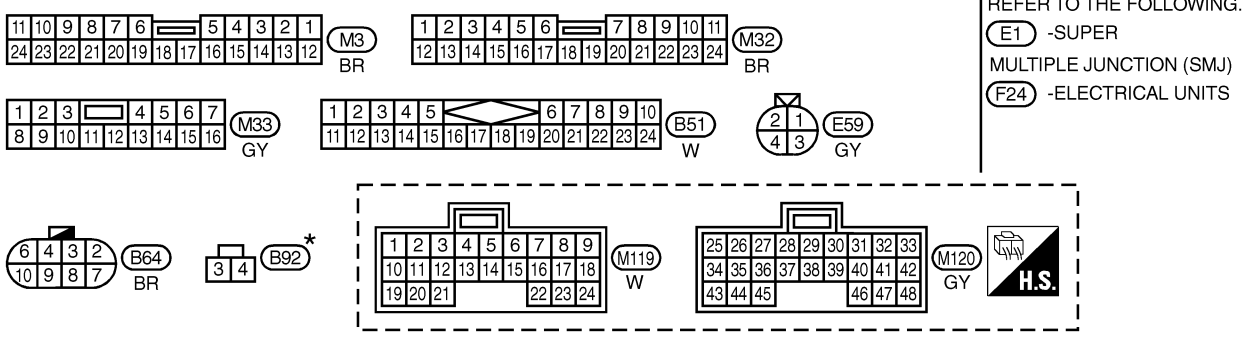 11 10 9 8 7 6 5 4 3 2 1
24 23 22 21 20 19 18 17 16 15 14 13 12
M3
BR
1 2 3 4 5 6 7 8 9 10 11
12 13 14 15 16 17 18 19 20 21 22 23 24
M32
BR
REFER TO THE FOLLOWING.
E1 -SUPER
MULTIPLE JUNCTION (SMJ)
F24 -ELECTRICAL UNITS
1 2 3 4 5 6 7
8 9 10 11 12 13 14 15 16
M33
GY
1 2 3 4 5 6 7 8 9 10
11 12 13 14 15 16 17 18 19 20 21 22 23 24
B51
W
2 1
4 3
E59
GY
6 4 3 2
10 9 8 7
B64
BR
3 4
B92 *
1 2 3 4 5 6 7 8 9
10 11 12 13 14 15 16 17 18
19 20 21 22 23 24
M119
W
25 26 27 28 29 30 31 32 33
34 35 36 37 38 39 40 41 42
43 44 45 46 47 48
M120
GY
H.S.